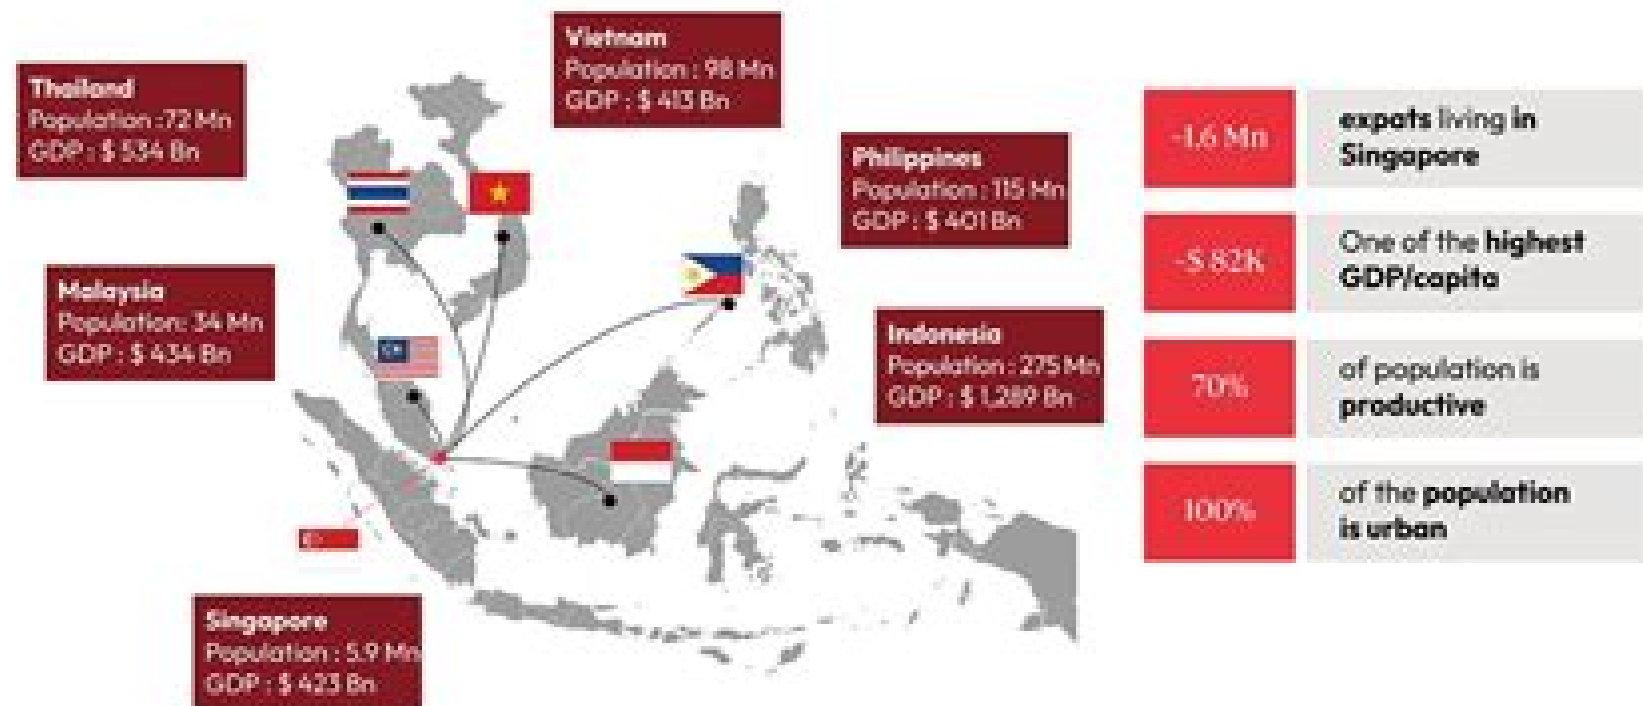 Vietnam
Population : 98 Mn
GDP : $ 413 Bn
Thailand
Population :72 Mn
GDP : $ 534 Bn
Philippines
Population : 115 Mn
GDP : $ 401 Bn
Malaysia
Population: 34 Mn
GDP : $ 434 Bn
Indonesia
Population : 275 Mn
GDP : $ 1,289 Bn
Singapore
Population : 5.9 Mn
GDP : $ 423 Bn
~1.6 Mn
expats living in
Singapore
~$ 82K
One of the highest
GDP/capita
70%
of population is
productive
100%
of the population
is urban